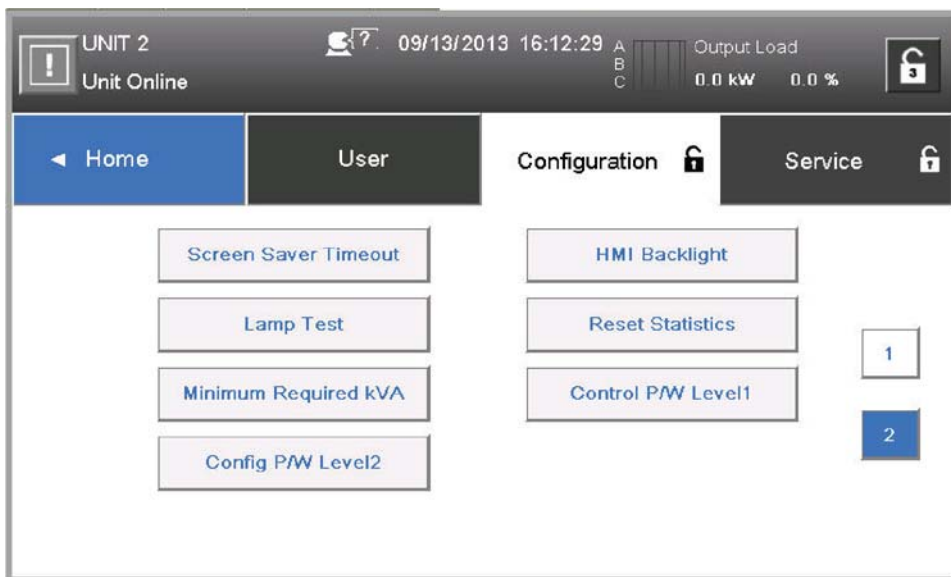 UNIT 2
Unit Online
?
09/13/2013 16:12:29
A
B
C
Output Load
0.0 kW 0.0 %
3
◄ Home
User
Configuration
Service
Screen Saver Timeout
HMI Backlight
Lamp Test
Reset Statistics
Minimum Required kVA
Control P/W Level1
Config P/W Level2
1
2